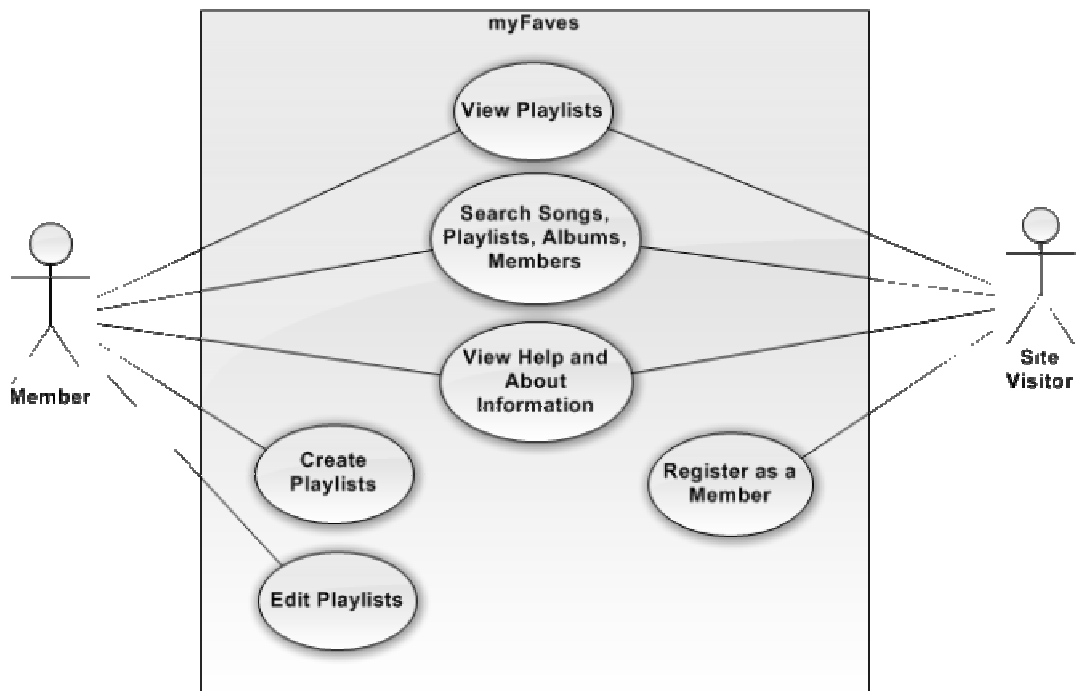 myFaves
View Playlists
Search Songs,
Playlists, Albums,
Members
View Help and
About
Information
Member
Site
Visitor
Create
Playlists
Register as a
Member
Edit Playlists